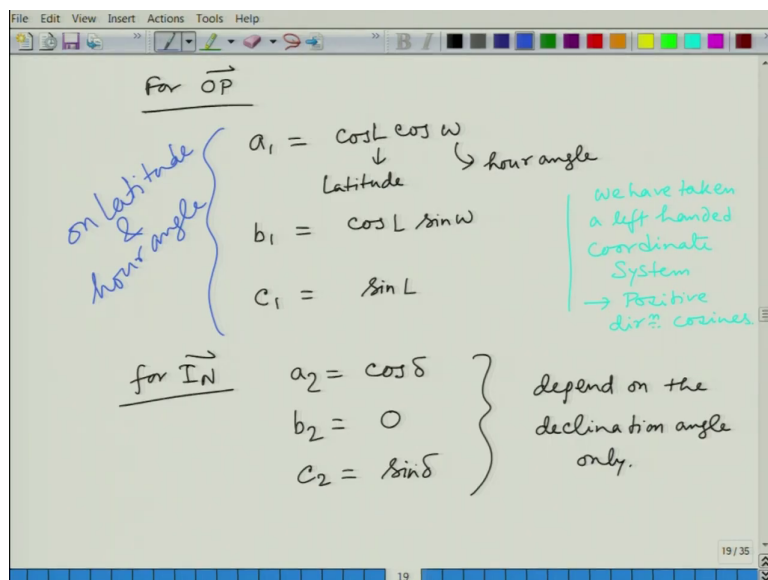 File Edit View Insert Actions Tools Help
For OP
a₁ = cosL cos ω
↓
Latitude
hour angle
b₁ = cos L sin ω
c₁ = sin L
on Latitude
&
hour angle
we have taken
a left handed
coordinate
System
→ Positive
dirⁿ. cosines
for IN
a₂ = cos δ
b₂ = 0
c₂ = sin δ
depend on the
declination angle
only.
19 / 35
19